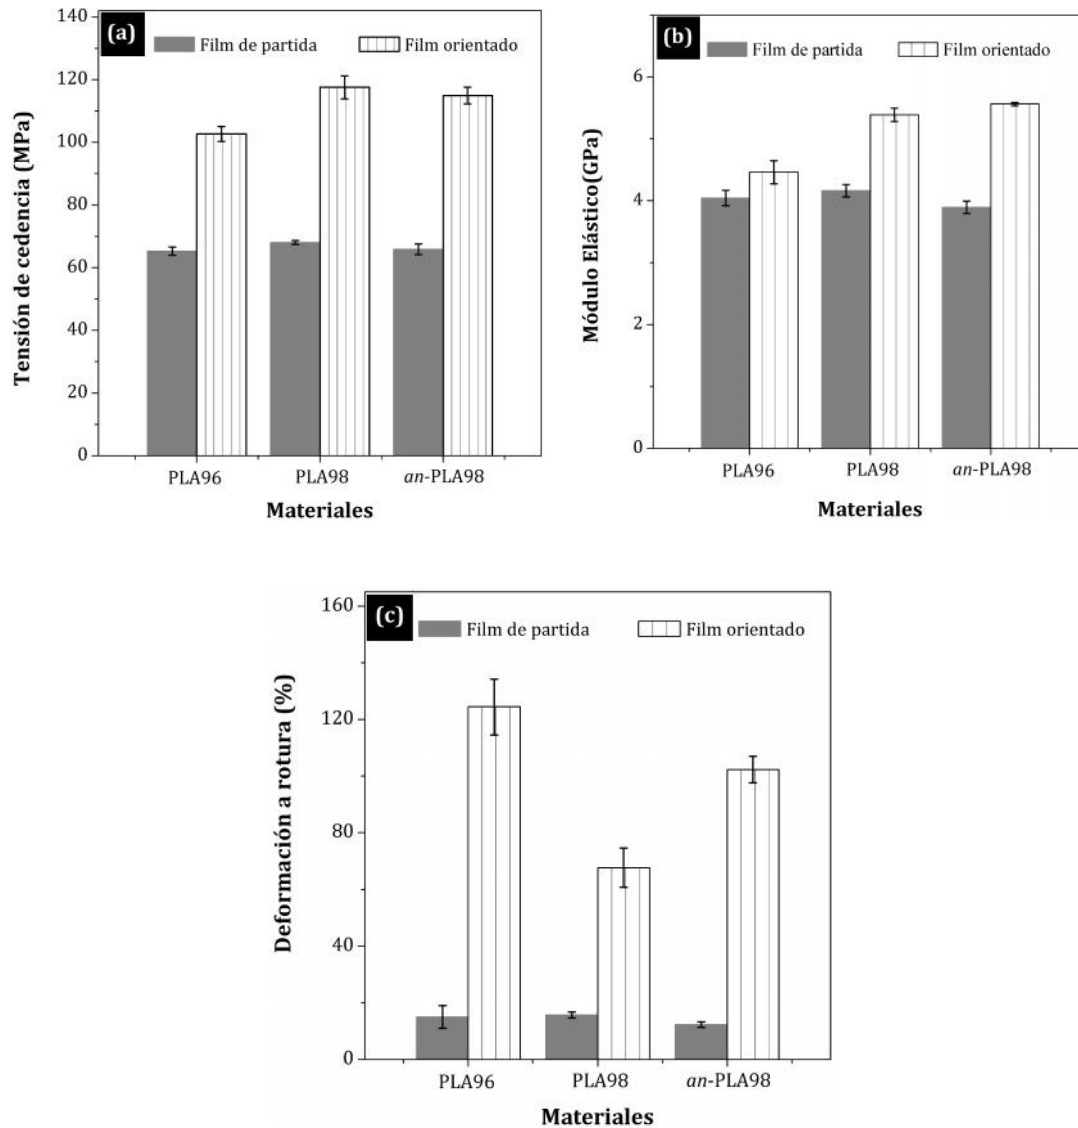 (a)
Film de partida
Film orientado
Tensión de cedencia (MPa)
140
120
100
80
60
40
20
0
PLA96
PLA98
an-PLA98
Materiales
(b)
Film de partida
Film orientado
Módulo Elástico(GPa)
6
4
2
0
PLA96
PLA98
an-PLA98
Materiales
(c)
Film de partida
Film orientado
Deformación a rotura (%)
160
120
80
40
0
PLA96
PLA98
an-PLA98
Materiales